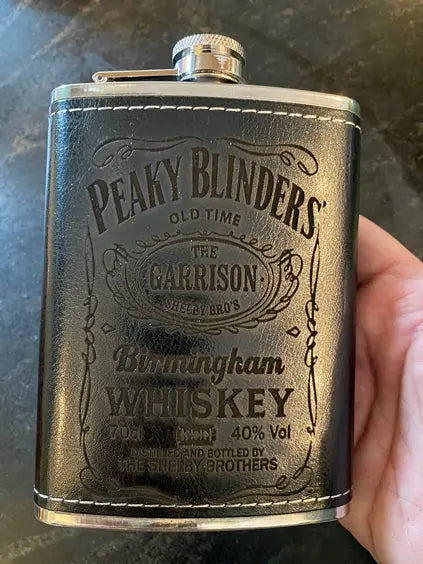 PEAKY BLINDERS
OLD TIME
THE
GARRISON
SHELBY BRO'S
Birmingham
WHISKEY
70cl 40% Vol
DISTILLED AND BOTTLED BY
THE SHELBY BROTHERS